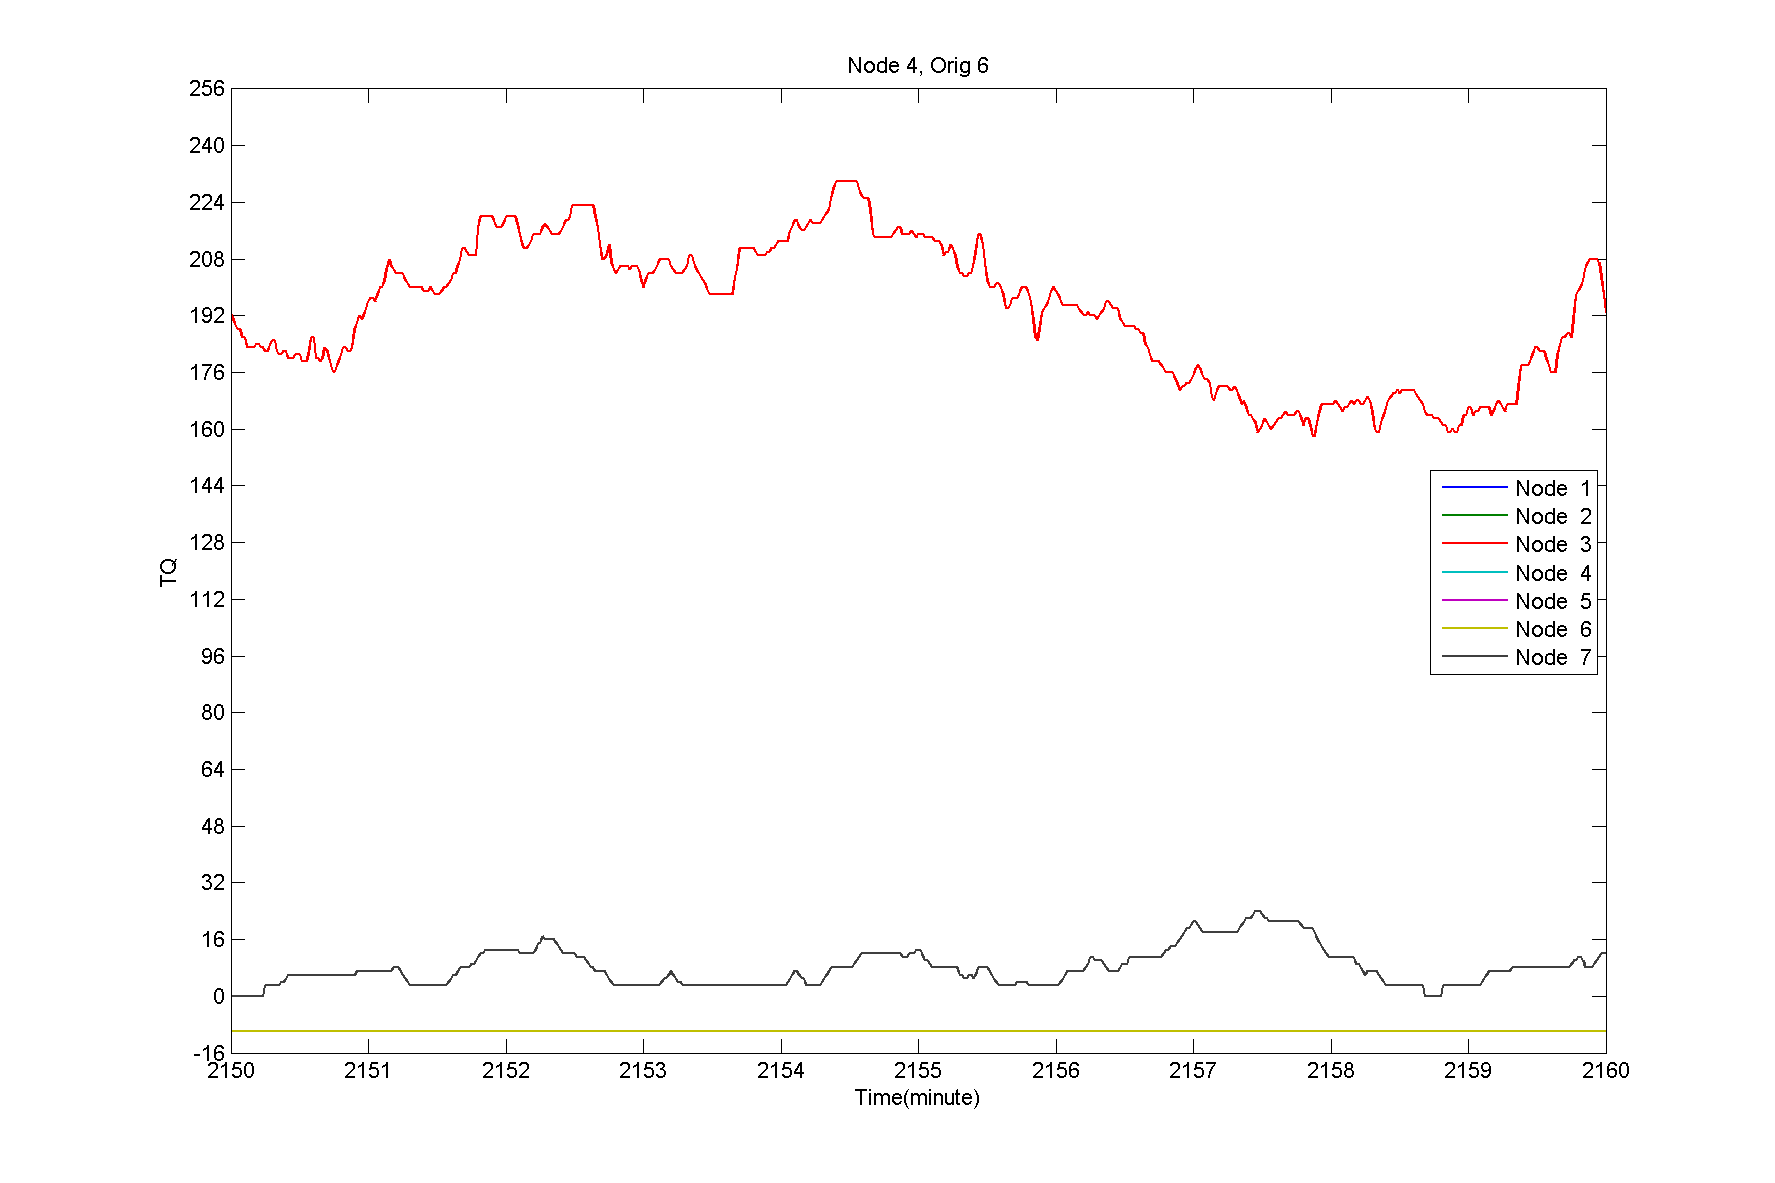 Node 4, Orig 6
256
240
224
208
192
176
160
144
128
112
96
80
64
48
32
16
0
-16
TQ
Node 1
Node 2
Node 3
Node 4
Node 5
Node 6
Node 7
2150 2151 2152 2153 2154 2155 2156 2157 2158 2159 2160
Time(minute)